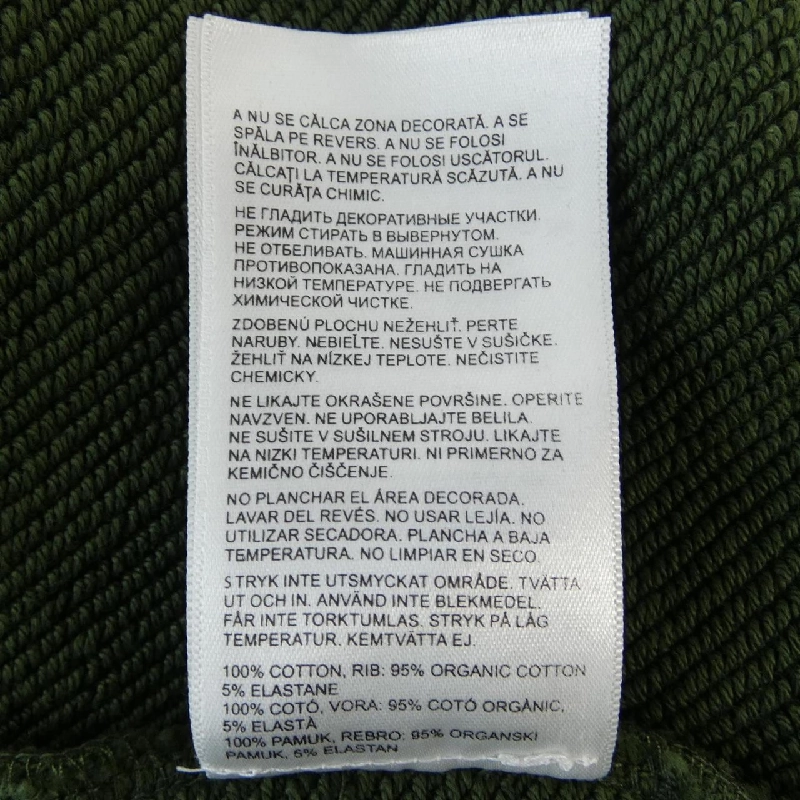 A NU SE CĂLCA ZONA DECORATĂ. A SE
SPĂLA PE REVERS. A NU SE FOLOSI
ÎNĂLBITOR. A NU SE FOLOSI USCĂTORUL.
CĂLCAȚI LA TEMPERATURĂ SCĂZUTĂ. A NU
SE CURĂȚA CHIMIC.
НЕ ГЛАДИТЬ ДЕКОРАТИВНЫЕ УЧАСТКИ.
РЕЖИМ СТИРАТЬ В ВЫВЕРНУТОМ.
НЕ ОТБЕЛИВАТЬ. МАШИННАЯ СУШКА
ПРОТИВОПОКАЗАНА. ГЛАДИТЬ НА
НИЗКОЙ ТЕМПЕРАТУРЕ. НЕ ПОДВЕРГАТЬ
ХИМИЧЕСКОЙ ЧИСТКЕ.
ZDOBENÚ PLOCHU NEŽEHLIŤ. PERTE
NARUBY. NEBIEĽTE. NESUŠTE V SUŠIČKE.
ŽEHLIŤ NA NÍZKEJ TEPLOTE. NEČISTITE
CHEMICKY.
NE LIKAJTE OKRAŠENE POVRŠINE. OPERITE
NAVZVEN. NE UPORABLJAJTE BELILA.
NE SUŠITE V SUŠILNEM STROJU. LIKAJTE
NA NIZKI TEMPERATURI. NI PRIMERNO ZA
KEMIČNO ČIŠČENJE.
NO PLANCHAR EL ÁREA DECORADA.
LAVAR DEL REVÉS. NO USAR LEJÍA. NO
UTILIZAR SECADORA. PLANCHA A BAJA
TEMPERATURA. NO LIMPIAR EN SECO.
STRYK INTE UTSMYCKAT OMRÅDE. TVÄTTA
UT OCH IN. ANVÄND INTE BLEKMEDEL.
FÅR INTE TORKTUMLAS. STRYK PÅ LÅG
TEMPERATUR. KEMTVÄTTA EJ.
100% COTTON, RIB: 95% ORGANIC COTTON
5% ELASTANE
100% COTÓ, VORA: 95% COTÓ ORGÀNIC,
5% ELASTÀ
100% PAMUK, REBRO: 95% ORGANSKI
PAMUK, 5% ELASTAN